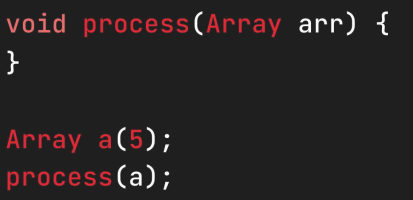 void process(Array arr) {
}
Array a(5);
process(a);